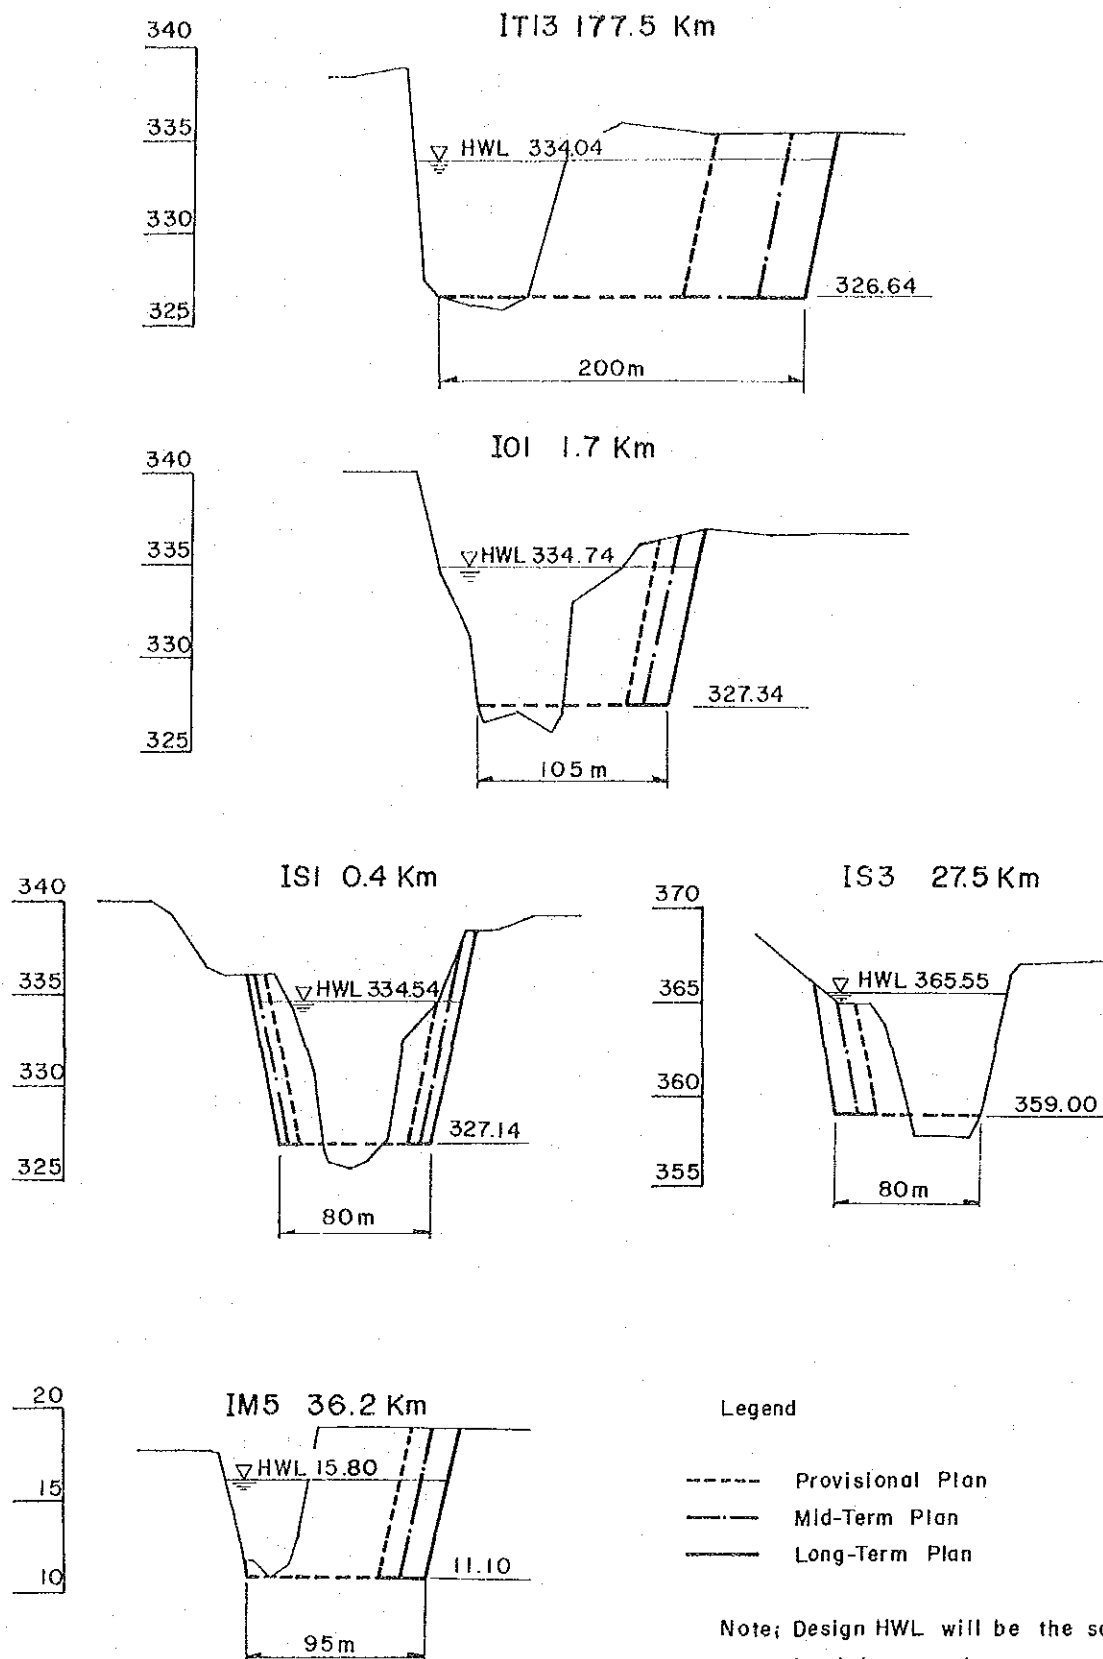 IT13 177.5 Km
340
335
330
325
HWL 334.04
326.64
200m
IO1 1.7 Km
340
335
330
325
HWL 334.74
327.34
105m
IS1 0.4 Km
340
335
330
325
HWL 334.54
327.14
80m
IS3 27.5 Km
370
365
360
355
HWL 365.55
359.00
80m
IM5 36.2 Km
20
15
10
HWL 15.80
11.10
95m
Legend
Provisional Plan
Mid-Term Plan
Long-Term Plan
Note; Design HWL will be the